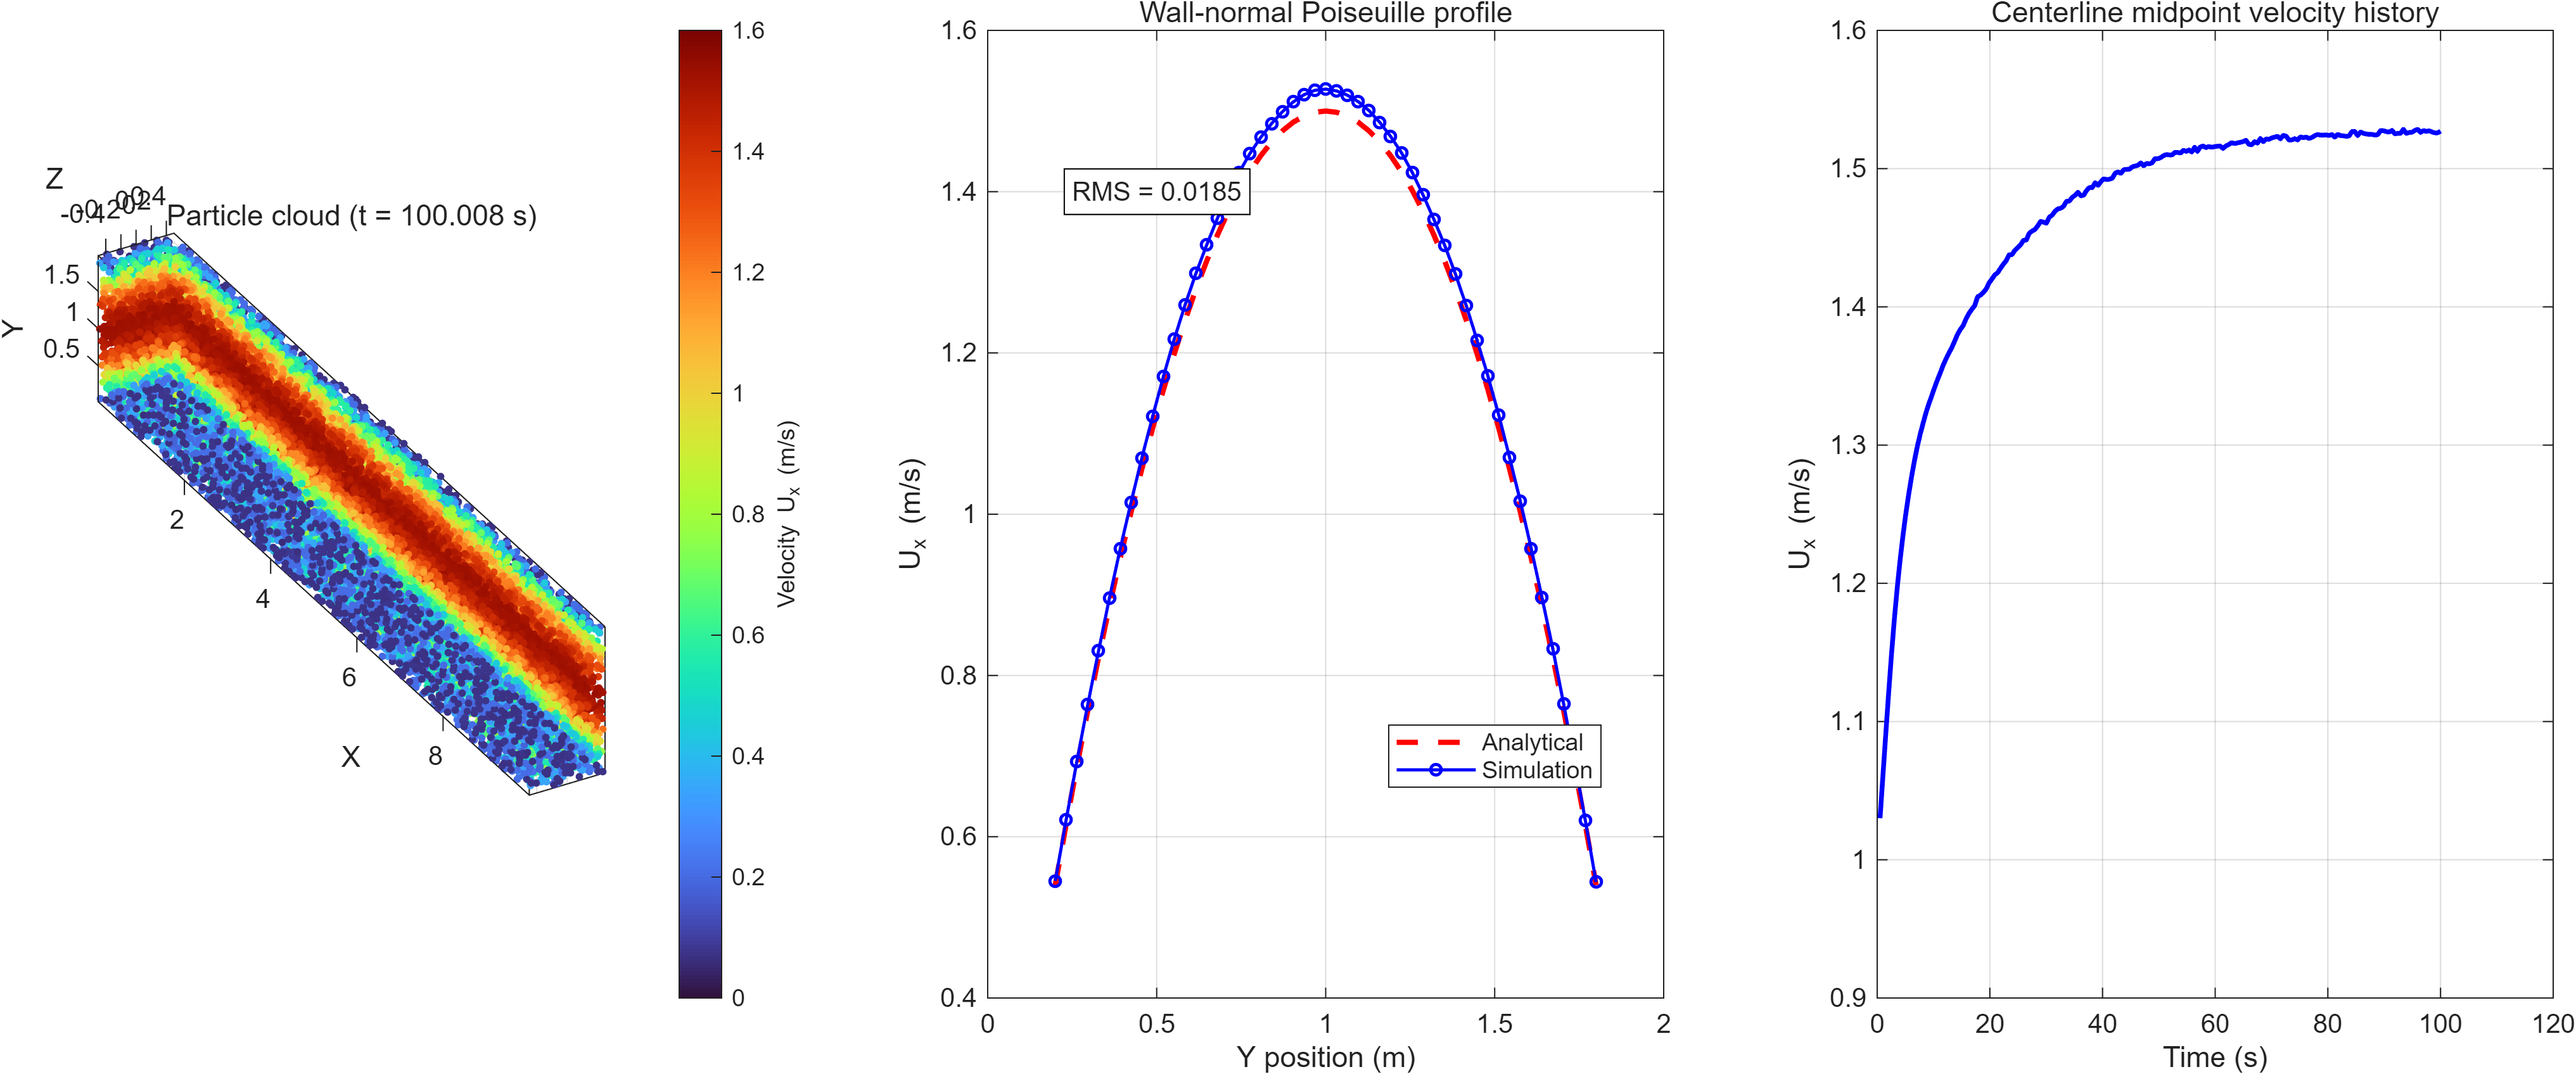 Z
-0.4
Particle cloud (t = 100.008 s)
1.5
1
0.5
Y
2
4
6
8
X
1.6
1.4
1.2
1
0.8
0.6
0.4
0.2
0
Velocity Ux (m/s)
Wall-normal Poiseuille profile
1.6
1.4
1.2
1
0.8
0.6
0.4
RMS = 0.0185
Analytical
Simulation
0 0.5 1 1.5 2
Y position (m)
Ux (m/s)
Centerline midpoint velocity history
1.6
1.5
1.4
1.3
1.2
1.1
1
0.9
0 20 40 60 80 100 120
Time (s)
Ux (m/s)